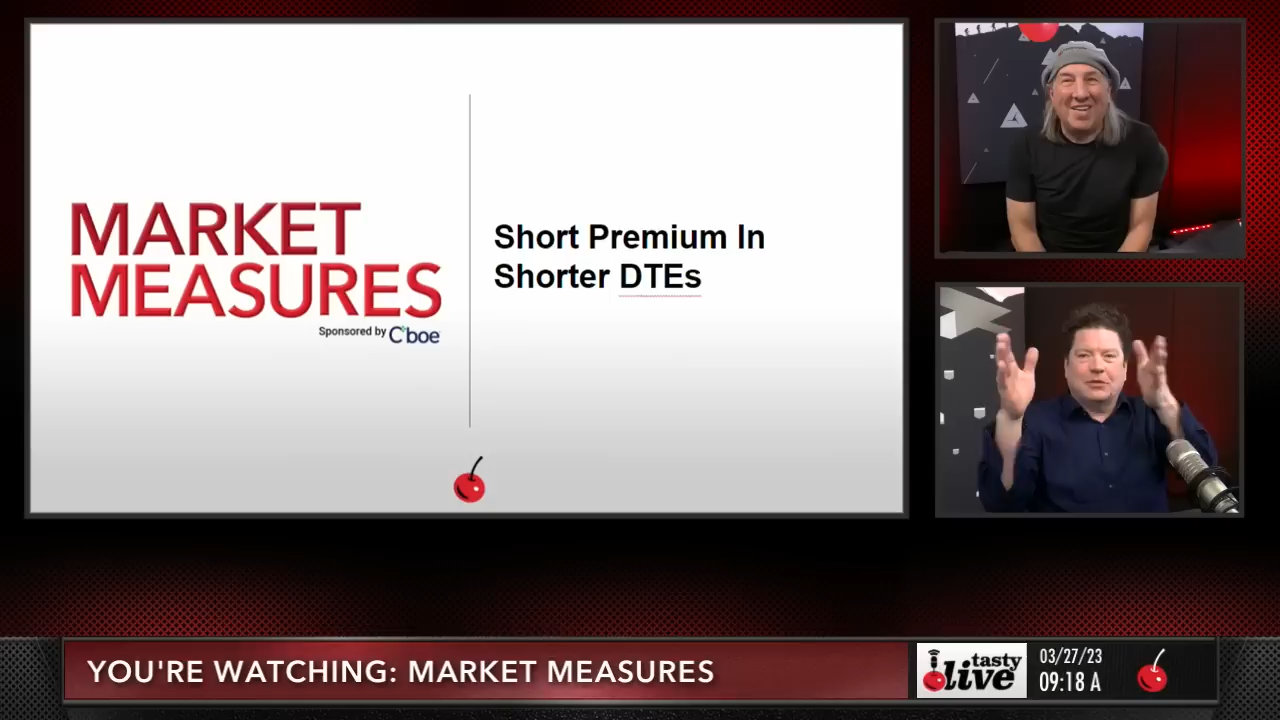 MARKET
MEASURES
Sponsored by Cboe
Short Premium In
Shorter DTEs
YOU'RE WATCHING: MARKET MEASURES
tasty
live
03/27/23
09:18 A